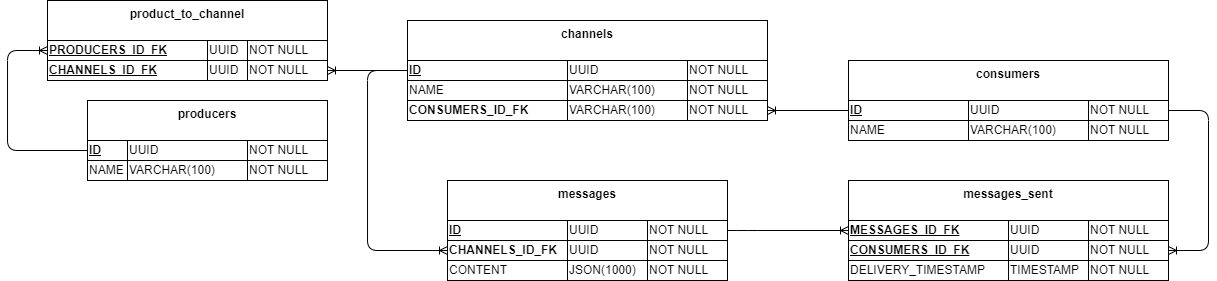 product_to_channel
PRODUCERS_ID_FK UUID NOT NULL
CHANNELS_ID_FK UUID NOT NULL
producers
ID UUID NOT NULL
NAME VARCHAR(100) NOT NULL
channels
ID UUID NOT NULL
NAME VARCHAR(100) NOT NULL
CONSUMERS_ID_FK VARCHAR(100) NOT NULL
consumers
ID UUID NOT NULL
NAME VARCHAR(100) NOT NULL
messages
ID UUID NOT NULL
CHANNELS_ID_FK UUID NOT NULL
CONTENT JSON(1000) NOT NULL
messages_sent
MESSAGES_ID_FK UUID NOT NULL
CONSUMERS_ID_FK UUID NOT NULL
DELIVERY_TIMESTAMP TIMESTAMP NOT NULL